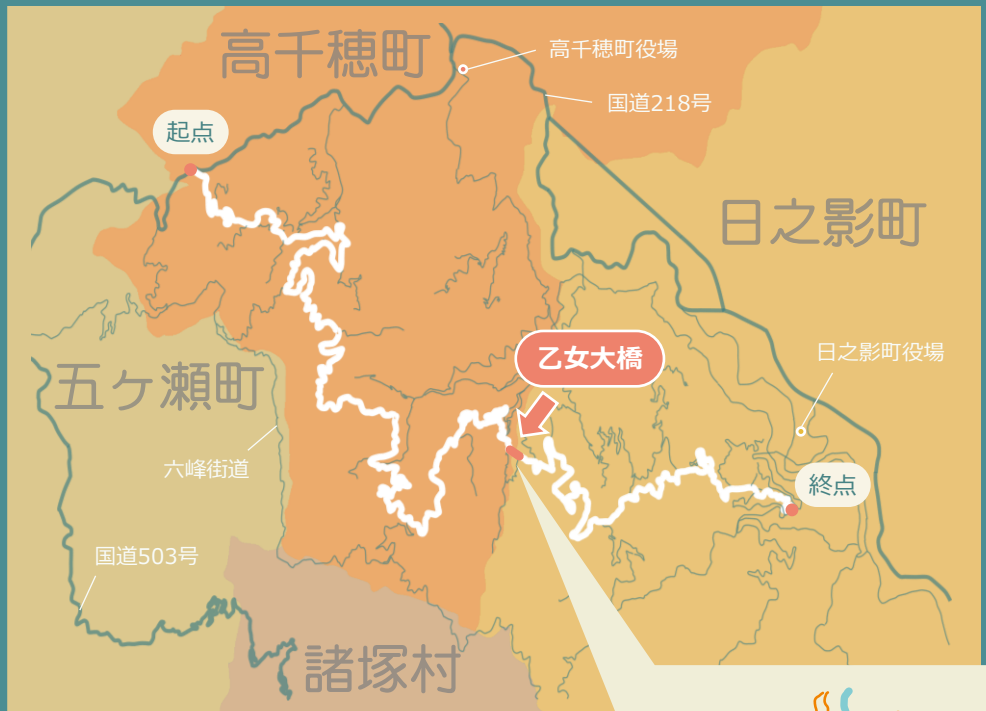 高千穂町
高千穂町役場
国道218号
起点
日之影町
乙女大橋
日之影町役場
五ヶ瀬町
六峰街道
終点
国道503号
諸塚村